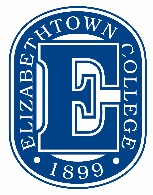 ELIZABETHTOWN COLLEGE
E
· 1899 ·